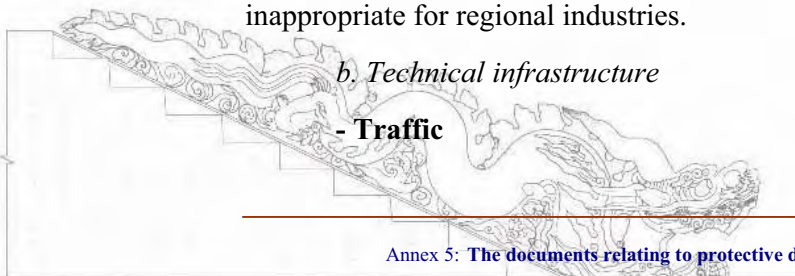 inappropriate for regional industries.
b. Technical infrastructure
- Traffic
Annex 5: The documents relating to protective d